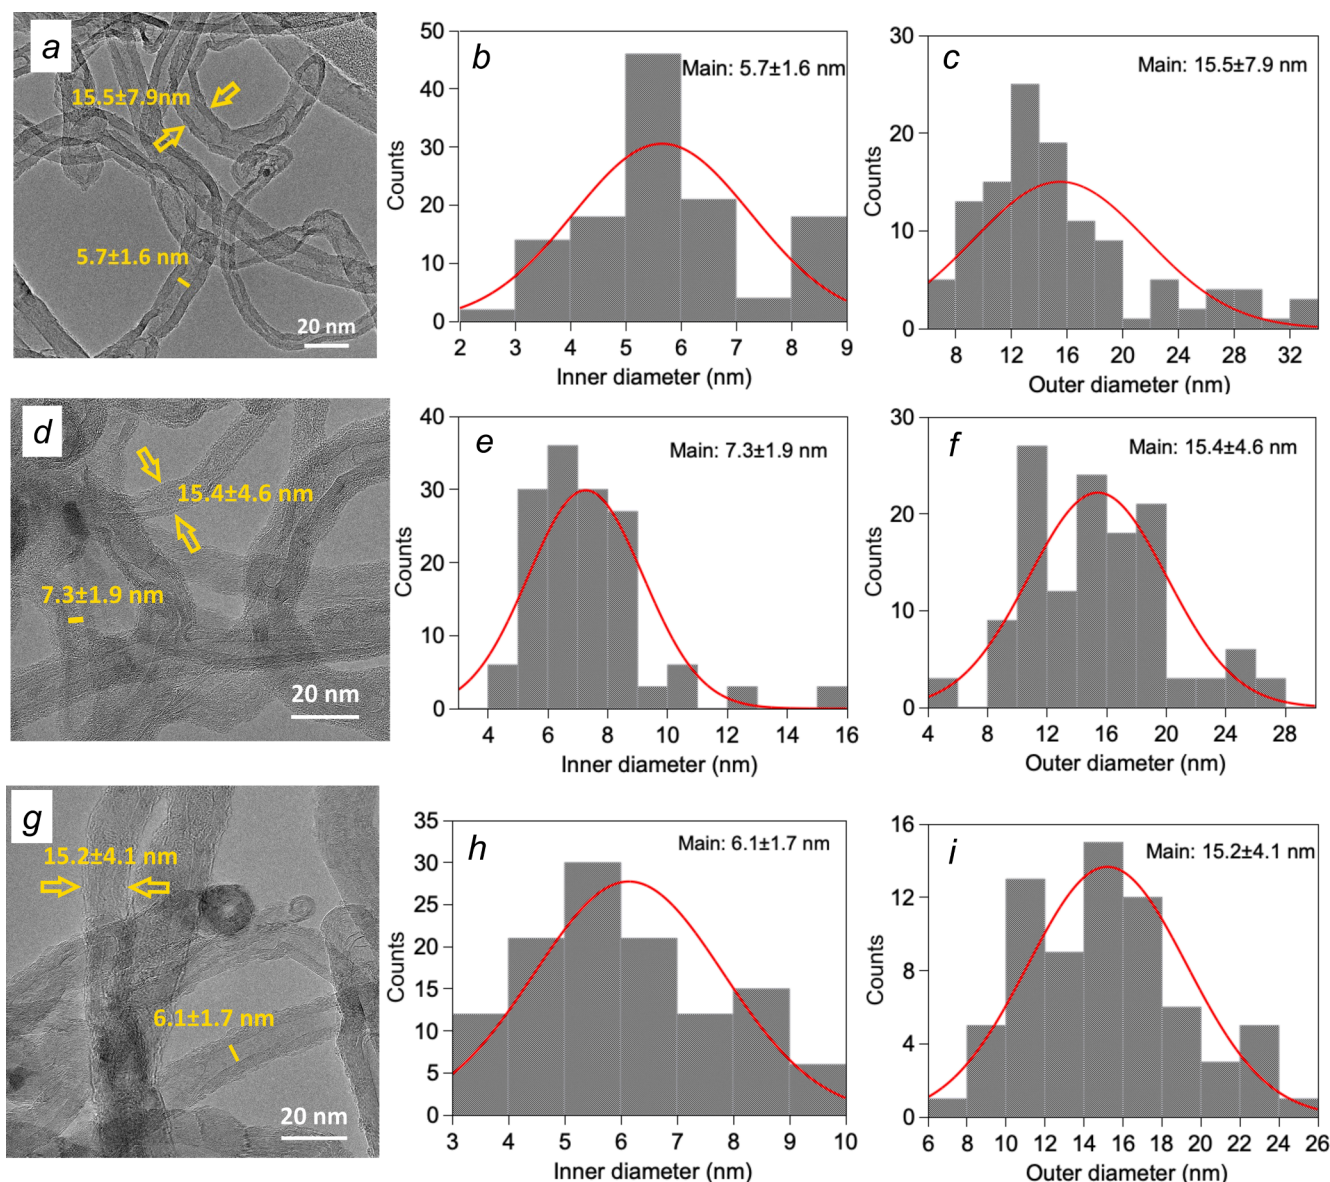 a
15.5±7.9nm
5.7±1.6 nm
20 nm
b
Main: 5.7±1.6 nm
50
40
30
20
10
0
Counts
2 3 4 5 6 7 8 9
Inner diameter (nm)
c
Main: 15.5±7.9 nm
30
20
10
0
Counts
8 12 16 20 24 28 32
Outer diameter (nm)
d
15.4±4.6 nm
7.3±1.9 nm
20 nm
e
Main: 7.3±1.9 nm
40
30
20
10
0
Counts
4 6 8 10 12 14 16
Inner diameter (nm)
f
Main: 15.4±4.6 nm
30
20
10
0
Counts
4 8 12 16 20 24 28
Outer diameter (nm)
g
15.2±4.1 nm
6.1±1.7 nm
20 nm
h
Main: 6.1±1.7 nm
35
30
25
20
15
10
5
0
Counts
3 4 5 6 7 8 9 10
Inner diameter (nm)
i
Main: 15.2±4.1 nm
16
12
8
4
0
Counts
6 8 10 12 14 16 18 20 22 24 26
Outer diameter (nm)